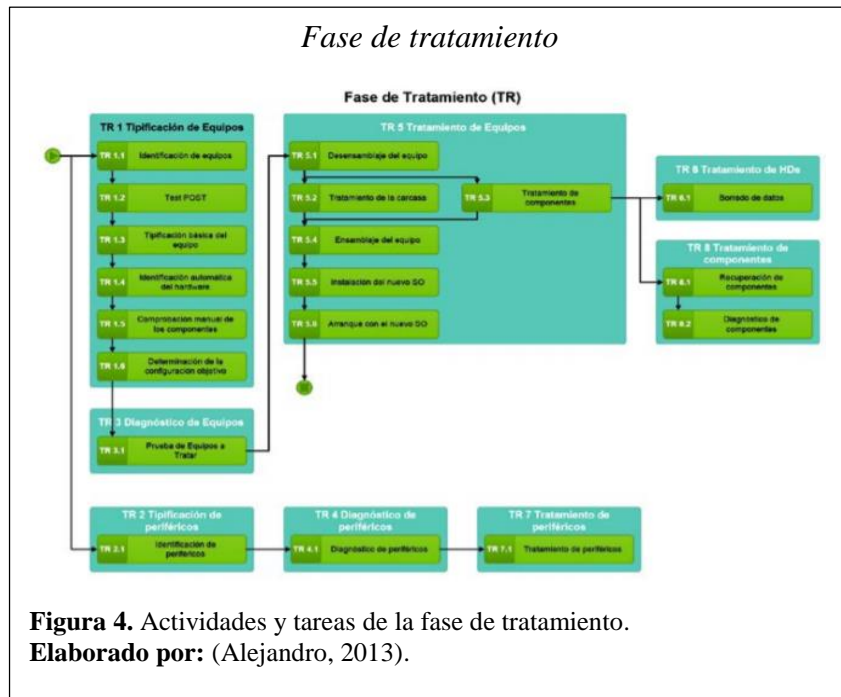 Fase de tratamiento
Fase de Tratamiento (TR)
TR 1 Tipificación de Equipos
TR 1.1 Identificación de equipos
TR 1.2 Test POST
TR 1.3 Tipificación básica del
equipo
TR 1.4 Identificación automática
del hardware
TR 1.5 Comprobación manual de
los componentes
TR 1.6 Determinación de la
configuración objetivo
TR 3 Diagnóstico de Equipos
TR 3.1 Prueba de Equipos a
Tratar
TR 5 Tratamiento de Equipos
TR 5.1 Desensamblaje del equipo
TR 5.2 Tratamiento de la carcasa
TR 5.3 Tratamiento de
componentes
TR 5.4 Ensamblaje del equipo
TR 5.5 Instalación del nuevo SO
TR 5.6 Arranque con el nuevo SO
TR 6 Tratamiento de HDs
TR 6.1 Borrado de datos
TR 8 Tratamiento de
componentes
TR 8.1 Recuperación de
componentes
TR 8.2 Diagnóstico de
componentes
TR 2 Tipificación de
periféricos
TR 2.1 Identificación de
periféricos
TR 4 Diagnóstico de
periféricos
TR 4.1 Diagnóstico de periféricos
TR 7 Tratamiento de
periféricos
TR 7.1 Tratamiento de periféricos
Figura 4. Actividades y tareas de la fase de tratamiento.
Elaborado por: (Alejandro, 2013).